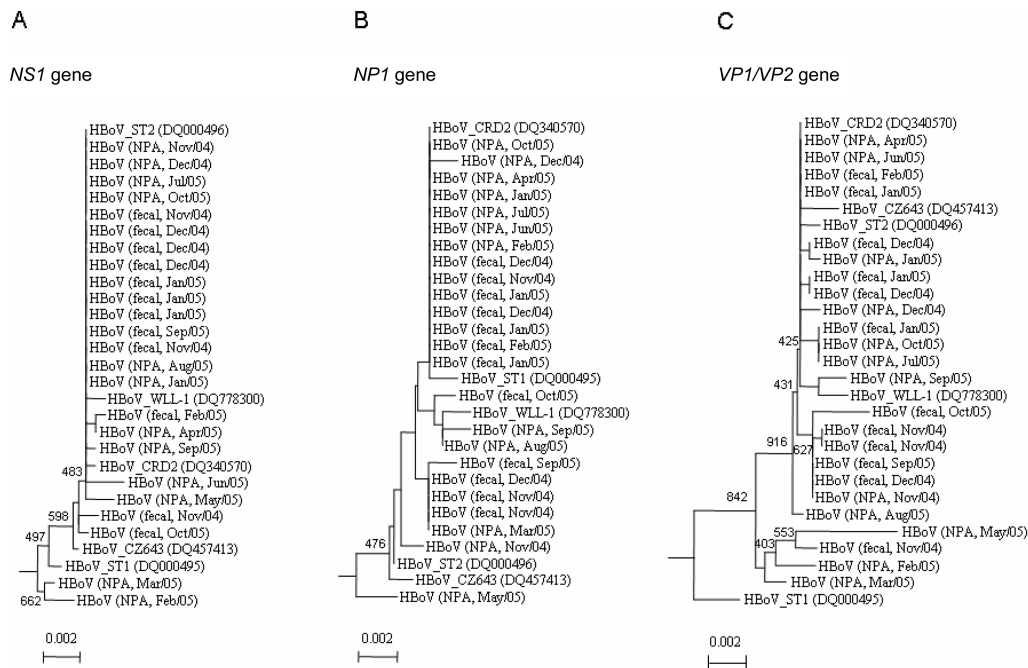 A
NS1 gene
HBoV_ST2 (DQ000496)
HBoV (NPA, Nov/04)
HBoV (NPA, Dec/04)
HBoV (NPA, Jul/05)
HBoV (NPA, Oct/05)
HBoV (fecal, Nov/04)
HBoV (fecal, Dec/04)
HBoV (fecal, Dec/04)
HBoV (fecal, Dec/04)
HBoV (fecal, Jan/05)
HBoV (fecal, Jan/05)
HBoV (fecal, Jan/05)
HBoV (fecal, Sep/05)
HBoV (fecal, Nov/04)
HBoV (NPA, Aug/05)
HBoV (NPA, Jan/05)
HBoV_WLL-1 (DQ778300)
HBoV (fecal, Feb/05)
HBoV (NPA, Apr/05)
HBoV (NPA, Sep/05)
HBoV_CRD2 (DQ340570)
483
HBoV (NPA, Jun/05)
HBoV (NPA, May/05)
HBoV (fecal, Nov/04)
598
HBoV (fecal, Oct/05)
497
HBoV_CZ643 (DQ457413)
HBoV_ST1 (DQ000495)
HBoV (NPA, Mar/05)
662
HBoV (NPA, Feb/05)
0.002
B
NP1 gene
HBoV_CRD2 (DQ340570)
HBoV (NPA, Oct/05)
HBoV (NPA, Dec/04)
HBoV (NPA, Apr/05)
HBoV (NPA, Jan/05)
HBoV (NPA, Jul/05)
HBoV (NPA, Jun/05)
HBoV (NPA, Feb/05)
HBoV (fecal, Dec/04)
HBoV (fecal, Nov/04)
HBoV (fecal, Jan/05)
HBoV (fecal, Dec/04)
HBoV (fecal, Jan/05)
HBoV (fecal, Feb/05)
HBoV (fecal, Jan/05)
HBoV_ST1 (DQ000495)
HBoV (fecal, Oct/05)
HBoV_WLL-1 (DQ778300)
HBoV (NPA, Sep/05)
HBoV (NPA, Aug/05)
HBoV (fecal, Sep/05)
HBoV (fecal, Dec/04)
HBoV (fecal, Nov/04)
HBoV (fecal, Nov/04)
HBoV (NPA, Mar/05)
476
HBoV (NPA, Nov/04)
HBoV_ST2 (DQ000496)
HBoV_CZ643 (DQ457413)
HBoV (NPA, May/05)
0.002
C
VP1/VP2 gene
HBoV_CRD2 (DQ340570)
HBoV (NPA, Apr/05)
HBoV (NPA, Jun/05)
HBoV (fecal, Feb/05)
HBoV (fecal, Jan/05)
HBoV_CZ643 (DQ457413)
HBoV_ST2 (DQ000496)
HBoV (fecal, Dec/04)
HBoV (NPA, Jan/05)
HBoV (fecal, Jan/05)
HBoV (fecal, Dec/04)
HBoV (NPA, Dec/04)
HBoV (fecal, Jan/05)
425
HBoV (NPA, Oct/05)
HBoV (NPA, Jul/05)
HBoV (NPA, Sep/05)
431
HBoV_WLL-1 (DQ778300)
HBoV (fecal, Oct/05)
HBoV (fecal, Nov/04)
916
627
HBoV (fecal, Nov/04)
HBoV (fecal, Sep/05)
HBoV (fecal, Dec/04)
842
HBoV (NPA, Nov/04)
HBoV (NPA, Aug/05)
553
HBoV (NPA, May/05)
403
HBoV (fecal, Nov/04)
HBoV (NPA, Feb/05)
HBoV (NPA, Mar/05)
HBoV_ST1 (DQ000495)
0.002